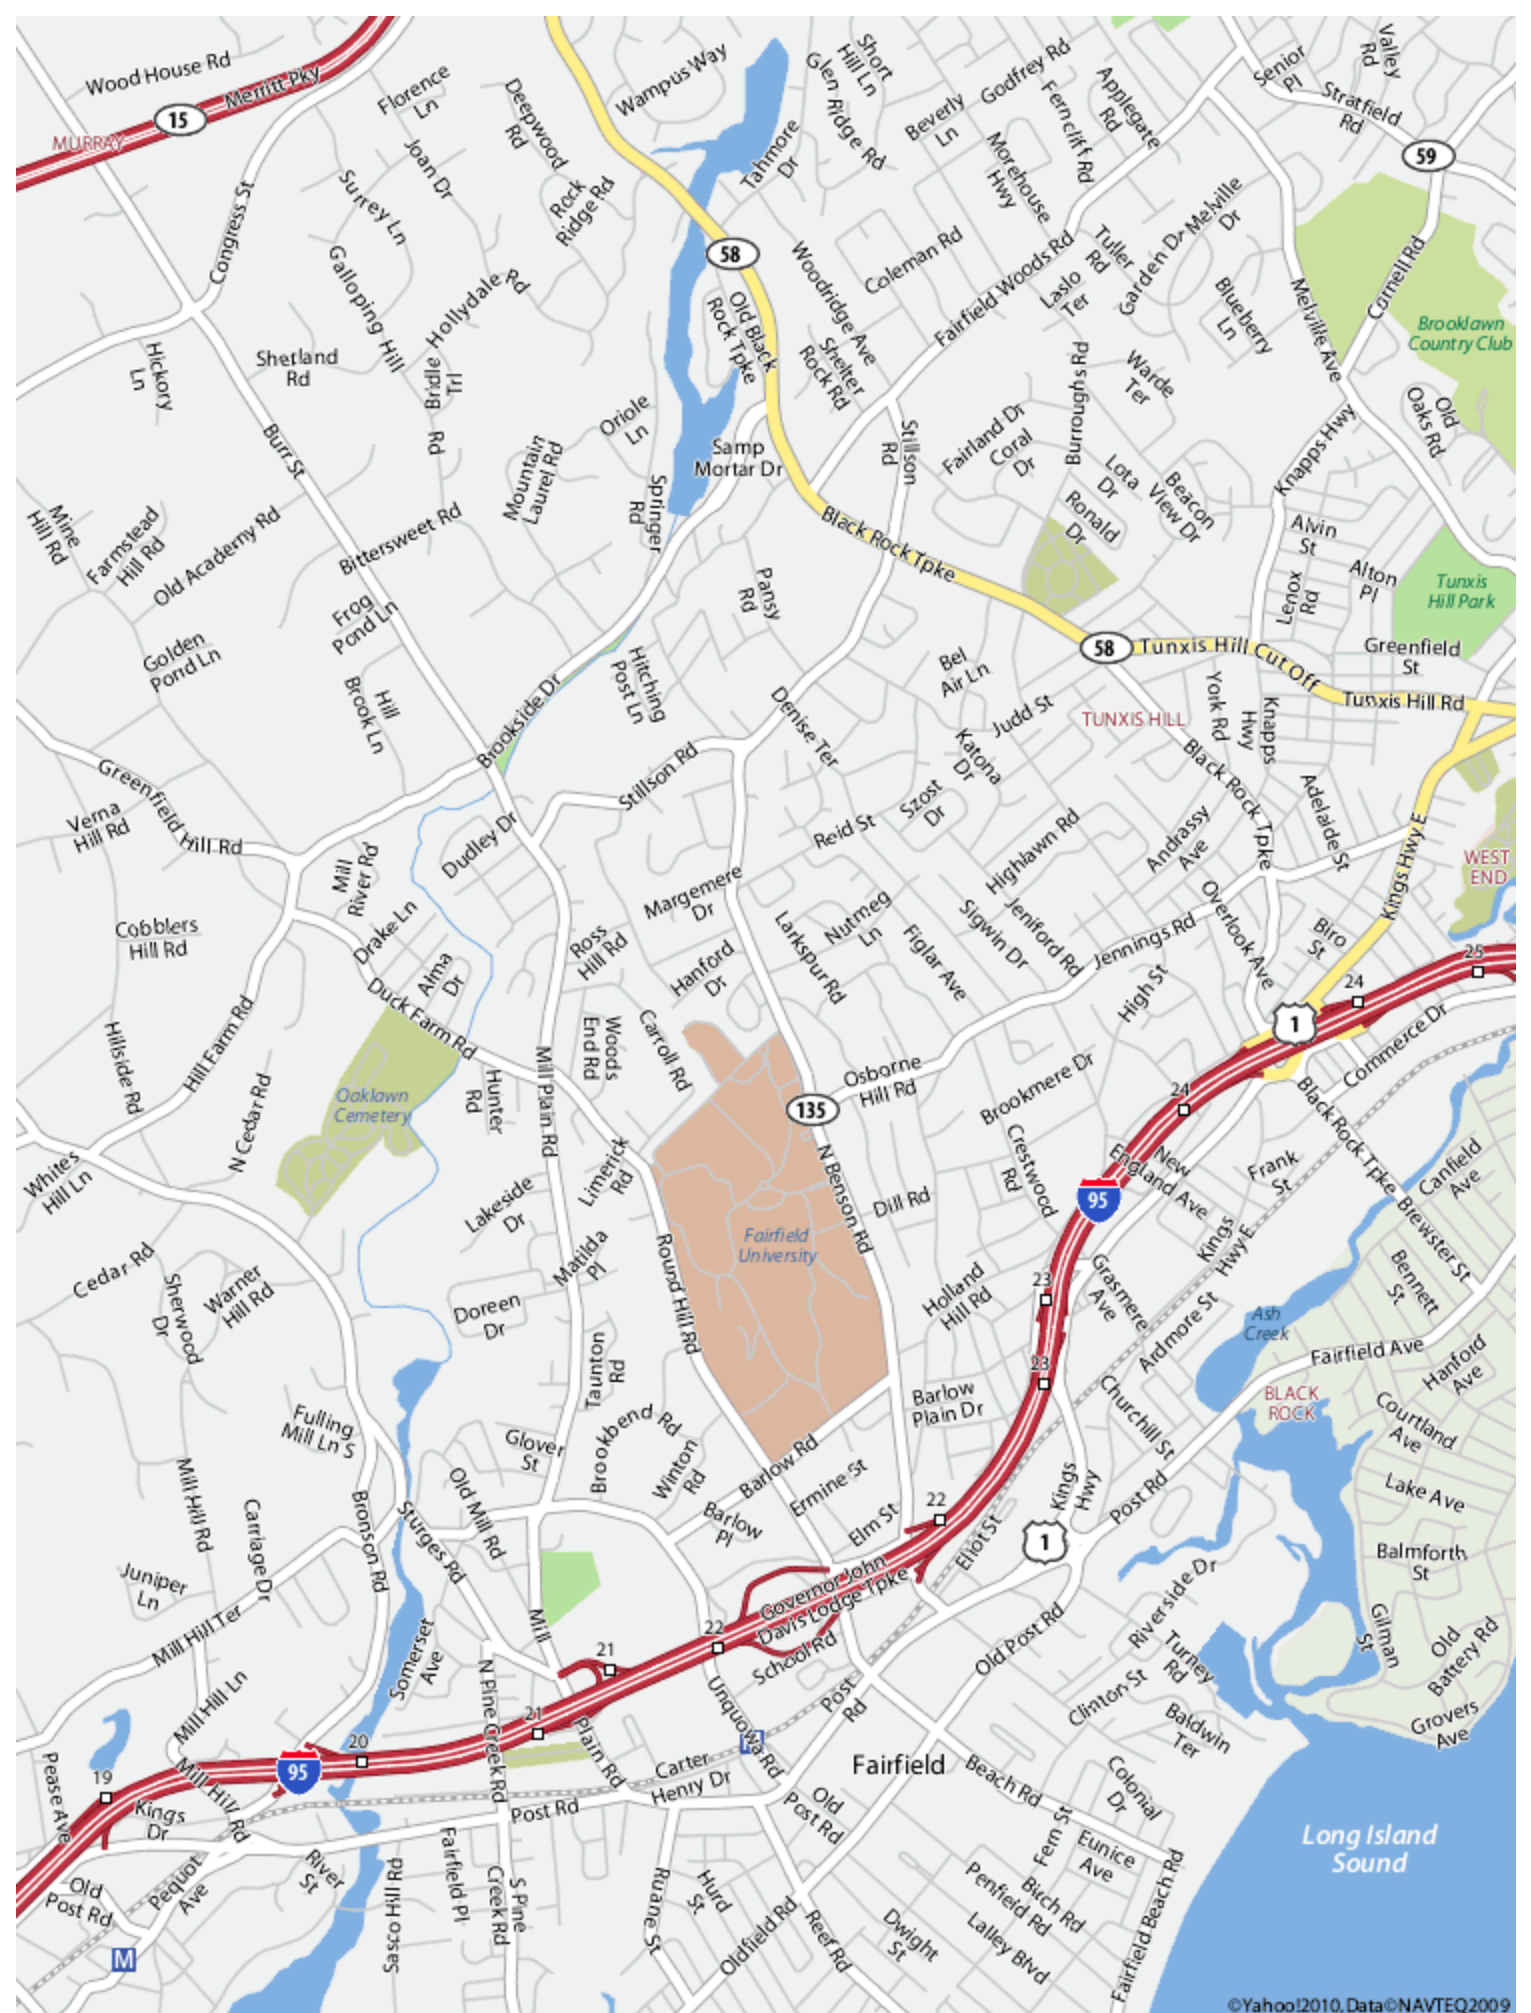 Wood House Rd
Merritt Pky
15
MURRAY
Florence
Ln
Deepwood
Rd
Wampus Way
Short
Hill Ln
Glen Ridge Rd
Godfrey Rd
Beverly
Ln
Ferncliff Rd
Applegate
Rd
Senior
Pl
Valley
Rd
Stratfield
Rd
59
Joan Dr
Surrey Ln
Rock
Ridge Rd
Tahmore
Dr
Morehouse
Hwy
Congress St
Galloping Hill
Hollydale Rd
58
Old Black
Rock Tpke
Woodridge Ave
Coleman Rd
Fairfield Woods Rd
Tuller
Rd
Laslo
Ter
Garden Dr
Melville
Dr
Blueberry
Ln
Melville Ave
Cornell Rd
Brooklawn
Country Club
Hickory
Ln
Shetland
Rd
Bridle
Trl
Rd
Shelter
Rock Rd
Burroughs Rd
Warde
Ter
Old
Oaks Rd
Burr St
Oriole
Ln
Mountain
Laurel Rd
Samp
Mortar Dr
Stillson
Rd
Fairland Dr
Coral
Dr
Lota
Dr
Beacon
View Dr
Knapps Hwy
Mine
Hill Rd
Farmstead
Hill Rd
Old Academy Rd
Bittersweet Rd
Springer
Rd
Black Rock Tpke
Ronald
Dr
Alvin
St
Alton
Pl
Lenox
Rd
Tunxis
Hill Park
Golden
Pond Ln
Frog
Pond Ln
Pansy
Rd
58
Tunxis Hill Cut Off
Greenfield
St
Hill
Brook Ln
Hitching
Post Ln
Brookside Dr
Denise Ter
Bel
Air Ln
Judd St
TUNXIS HILL
York Rd
Knapps
Hwy
Tunxis Hill Rd
Greenfield Hill Rd
Verna
Hill Rd
Stillson Rd
Katona
Dr
Szost
Dr
Black Rock Tpke
Adelaide St
Dudley Dr
Mill
River Rd
Reid St
Highlawn Rd
Andrassy
Ave
Kings Hwy E
WEST
END
Cobblers
Hill Rd
Drake Ln
Alma
Dr
Margemere
Dr
Ross
Hill Rd
Hanford
Dr
Larkspur Rd
Nutmeg
Ln
Figlar Ave
Sigwin Dr
Jeniford Rd
Jennings Rd
Overlook Ave
Biro
St
25
24
Duck Farm Rd
Hillside Rd
Hill Farm Rd
Woods
End Rd
Carroll Rd
High St
1
Commerce Dr
Oaklawn
Cemetery
Hunter
Rd
Mill Plain Rd
N Cedar Rd
135
Osborne
Hill Rd
Brookmere Dr
24
Black Rock Tpke
Whites
Hill Ln
Limerick
Rd
Lakeside
Dr
N Benson Rd
Dill Rd
Crestwood
Rd
New
England Ave
95
Frank
St
Canfield
Ave
Brewster St
Cedar Rd
Sherwood
Dr
Warner
Hill Rd
Matilda
Pl
Doreen
Dr
Round Hill Rd
Fairfield
University
Holland
Hill Rd
23
Grasmere
Ave
Kings
Hwy E
Ardmore St
Ash
Creek
Bennett
St
Fairfield Ave
Hanford
Ave
Taunton
Rd
23
Barlow
Plain Dr
Churchill St
BLACK
ROCK
Courtland
Ave
Fulling
Mill Ln S
Glover
St
Brookbend Rd
Winton
Rd
Barlow Rd
Ermine St
Kings
Hwy
Post Rd
Lake Ave
Mill Hill Rd
Carriage Dr
Bronson Rd
Sturges Rd
Old Mill Rd
Barlow
Pl
Elm St
22
Eliot St
1
Balmforth
St
Juniper
Ln
Mill Hill Ter
Somerset
Ave
Mill
Governor John
Davis Lodge Tpke
22
School Rd
21
Old Post Rd
Riverside Dr
Turney
Rd
Clinton St
Gilman
St
Old
Battery Rd
Grovers
Ave
Mill Hill Ln
N Pine Creek Rd
21
Plain Rd
Unquowa Rd
Post
Rd
Baldwin
Ter
20
95
M
Carter
Henry Dr
Fairfield
Pease Ave
19
Kings
Dr
Mill Hill Rd
Post Rd
Old
Post Rd
Beach Rd
Colonial
Dr
Fern St
Eunice
Ave
Long Island
Sound
Old
Post Rd
Pequot
Ave
River
St
Sascos Hill Rd
Fairfield Pl
S Pine
Creek Rd
Ruane St
Hurd
St
Oldfield Rd
Reef Rd
Dwight
St
Penfield Rd
Birch Rd
Lalley Blvd
Fairfield Beach Rd
M
©Yahoo!2010, Data©NAVTEQ2009